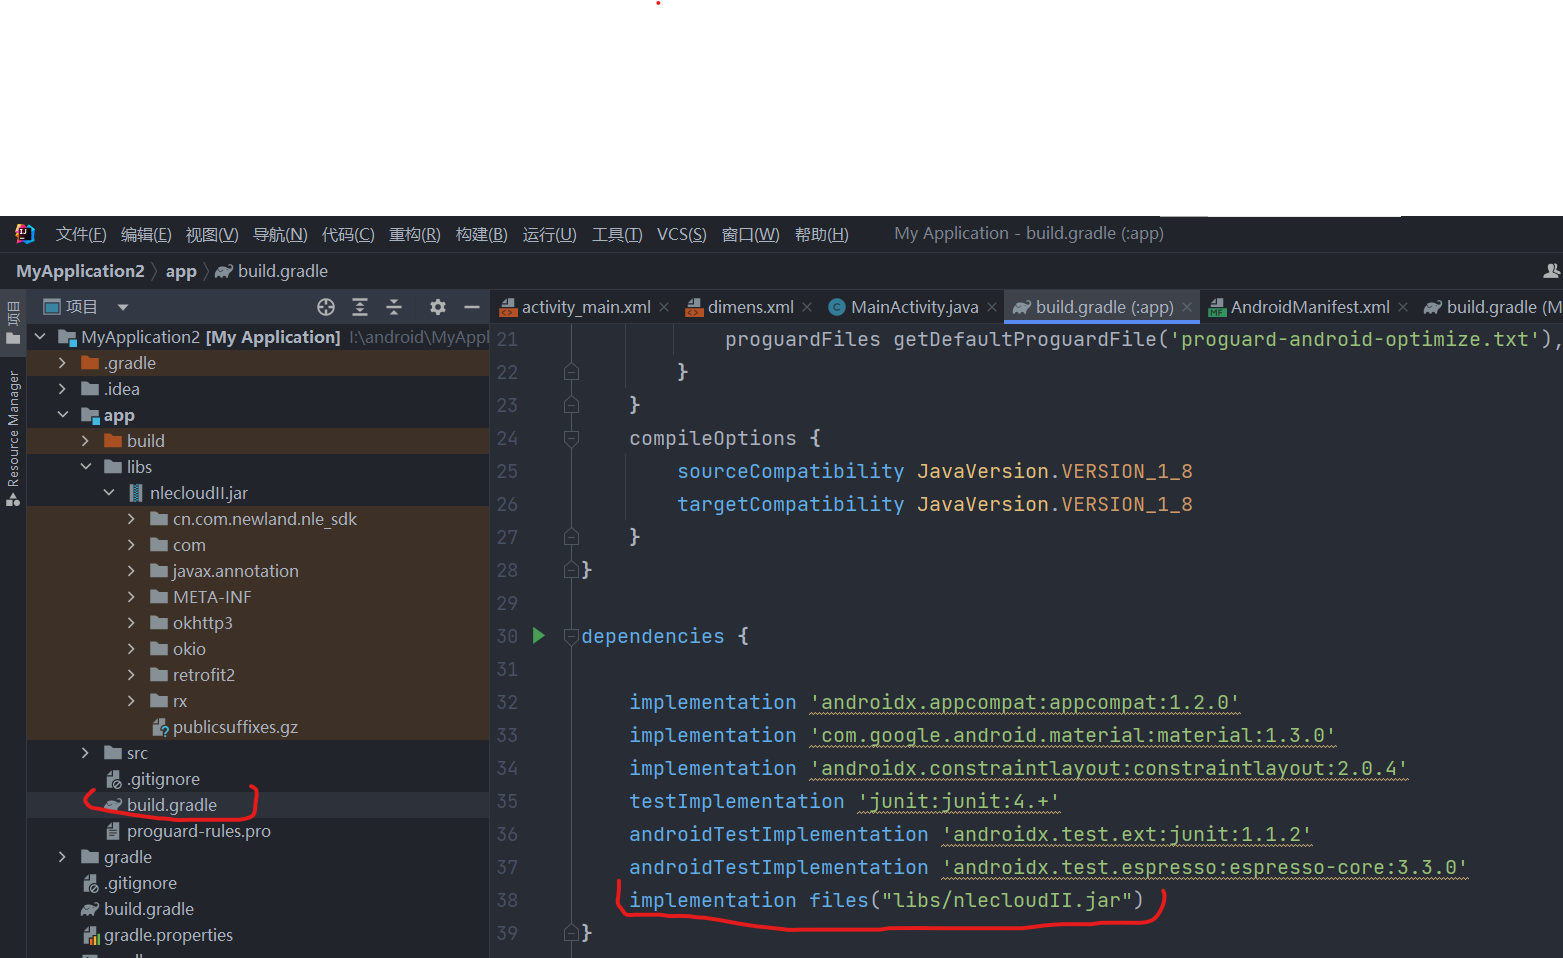 文件(F) 编辑(E) 视图(V) 导航(N) 代码(C) 重构(R) 构建(B) 运行(U) 工具(T) VCS(S) 窗口(W) 帮助(H) My Application - build.gradle (:app)
MyApplication2 app build.gradle
项目
Resource Manager
项目
activity_main.xml dimens.xml MainActivity.java build.gradle (:app) AndroidManifest.xml build.gradle (M
MyApplication2 [My Application] I:\android\MyAppl
.gradle
.idea
app
build
libs
nlecloudII.jar
cn.com.newland.nle_sdk
com
javax.annotation
META-INF
okhttp3
okio
retrofit2
rx
publicsuffixes.gz
src
.gitignore
build.gradle
proguard-rules.pro
gradle
.gitignore
build.gradle
gradle.properties
21 proguardFiles getDefaultProguardFile('proguard-android-optimize.txt'),
22 }
23 }
24 compileOptions {
25 sourceCompatibility JavaVersion.VERSION_1_8
26 targetCompatibility JavaVersion.VERSION_1_8
27 }
28 }
29
30 dependencies {
31
32 implementation 'androidx.appcompat:appcompat:1.2.0'
33 implementation 'com.google.android.material:material:1.3.0'
34 implementation 'androidx.constraintlayout:constraintlayout:2.0.4'
35 testImplementation 'junit:junit:4.+'
36 androidTestImplementation 'androidx.test.ext:junit:1.1.2'
37 androidTestImplementation 'androidx.test.espresso:espresso-core:3.3.0'
38 implementation files("libs/nlecloudII.jar")
39 }